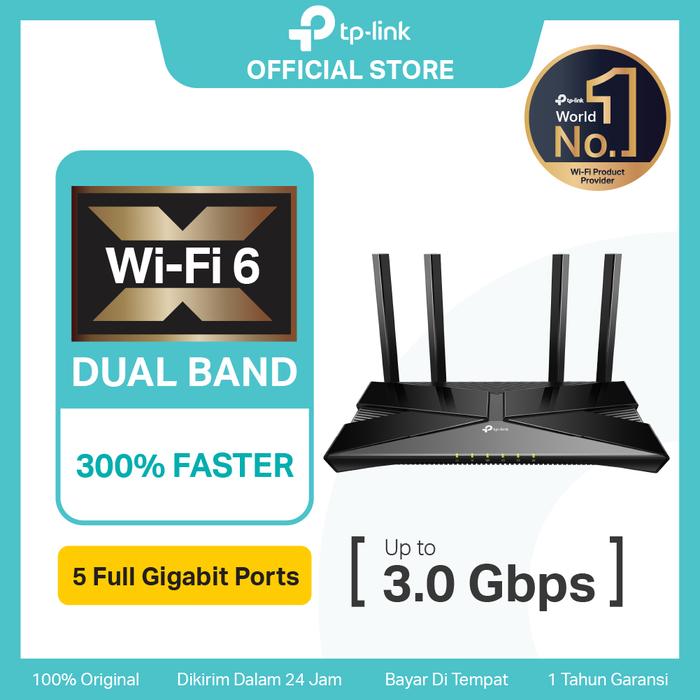 tp-link
OFFICIAL STORE
tp-link
World
No.1
Wi-Fi Product
Provider
Wi-Fi 6
DUAL BAND
300% FASTER
tp-link
5 Full Gigabit Ports
Up to
[3.0 Gbps]
100% Original
Dikirim Dalam 24 Jam
Bayar Di Tempat
1 Tahun Garansi